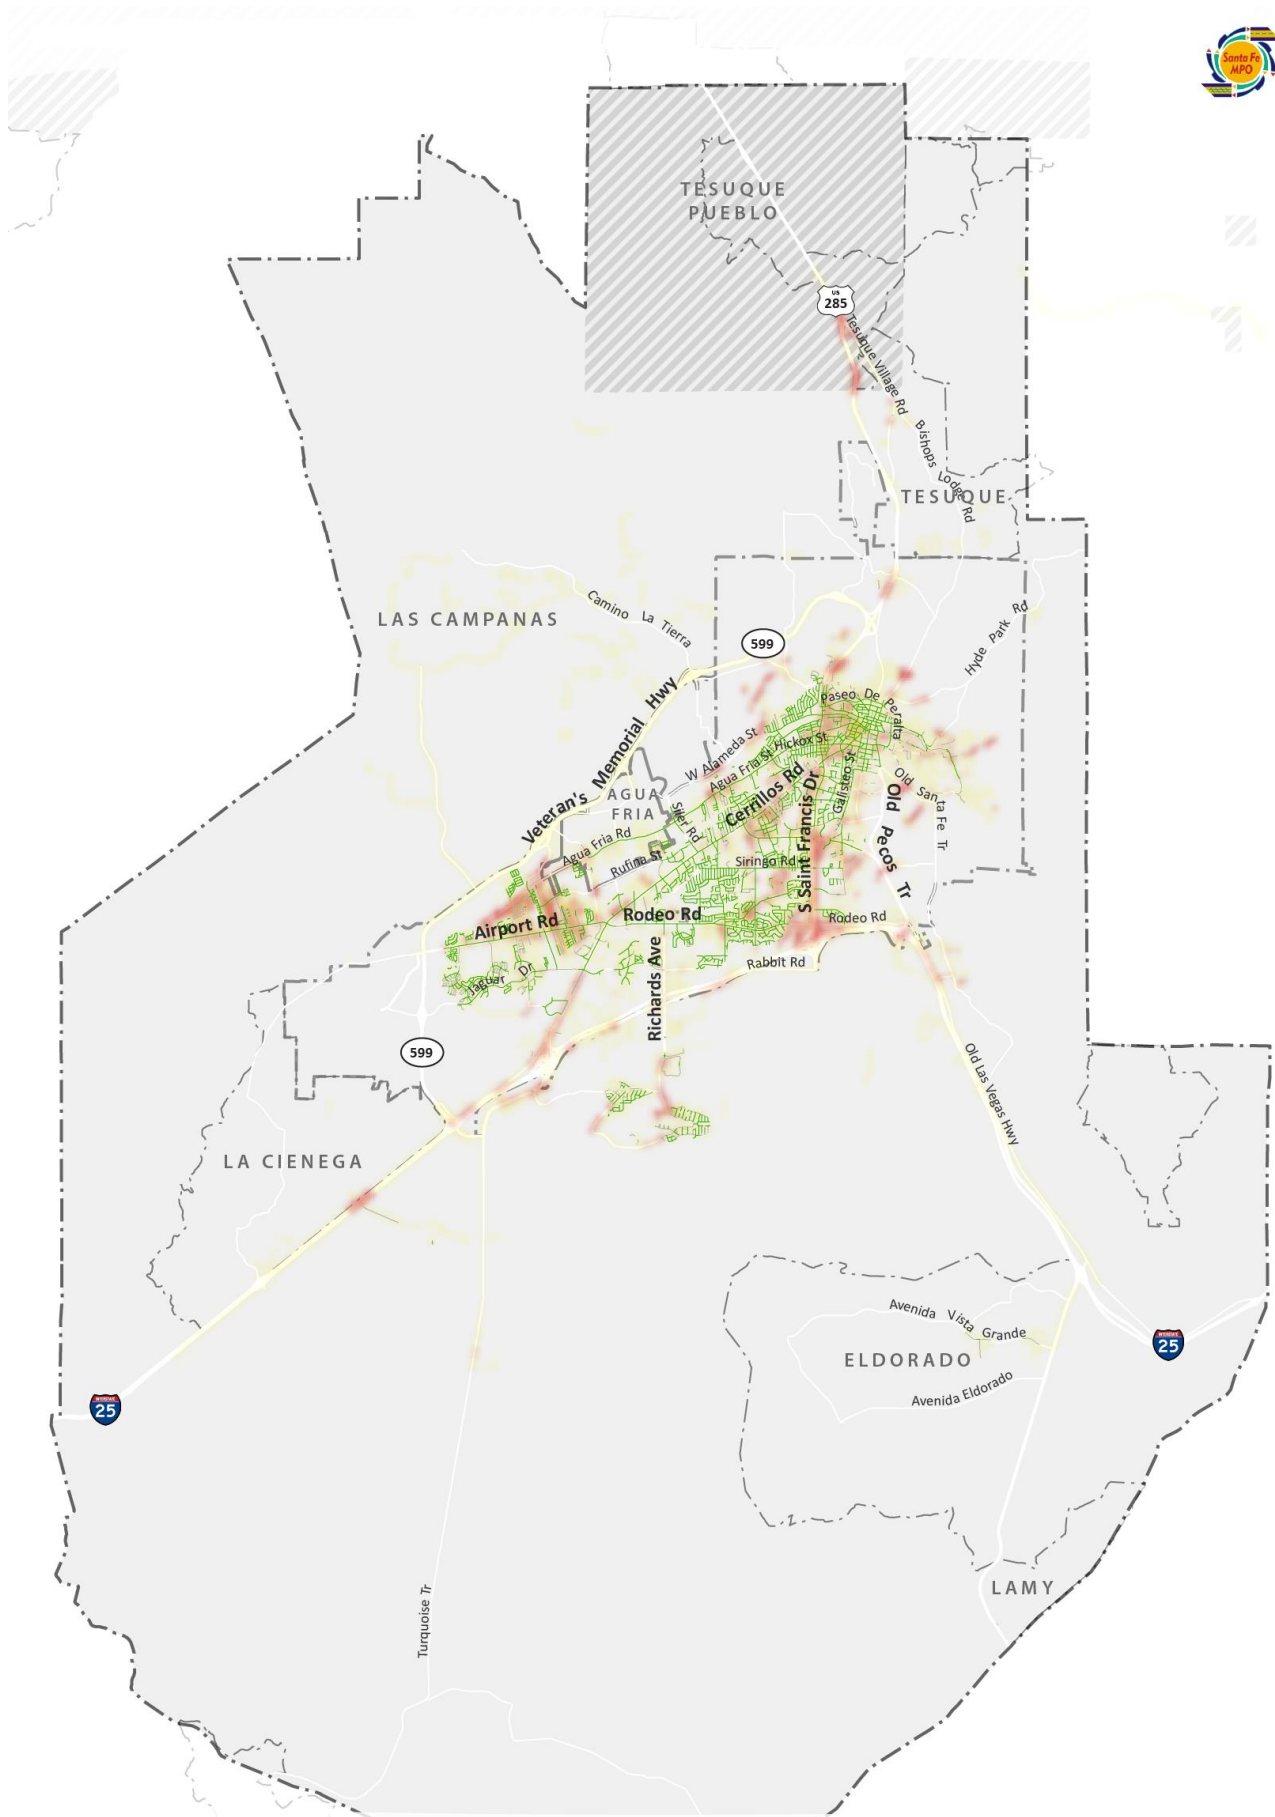 Santa Fe
MPO
TESUQUE
PUEBLO
US
285
Tesuque Village Rd
Bishops Lodge Rd
TESUQUE
Camino La Tierra
LAS CAMPANAS
599
Hyde Park Rd
Veteran's Memorial Hwy
Paseo De Peralta
W Alameda St
Hickox St
Agua Fria St
Cerrillos Rd
S Saint Francis Dr
Galisteo St
Old Santa Fe Tr
Old Pecos Tr
AGUA
FRIA
Siler Rd
Agua Fria Rd
Rufina St
Siringo Rd
Airport Rd
Rodeo Rd
Rodeo Rd
Jaguar Dr
Richards Ave
Rabbit Rd
599
Old Las Vegas Hwy
LA CIENEGA
Avenida Vista Grande
ELDORADO
INTERSTATE
25
Avenida Eldorado
INTERSTATE
25
LAMY
Turquoise Tr